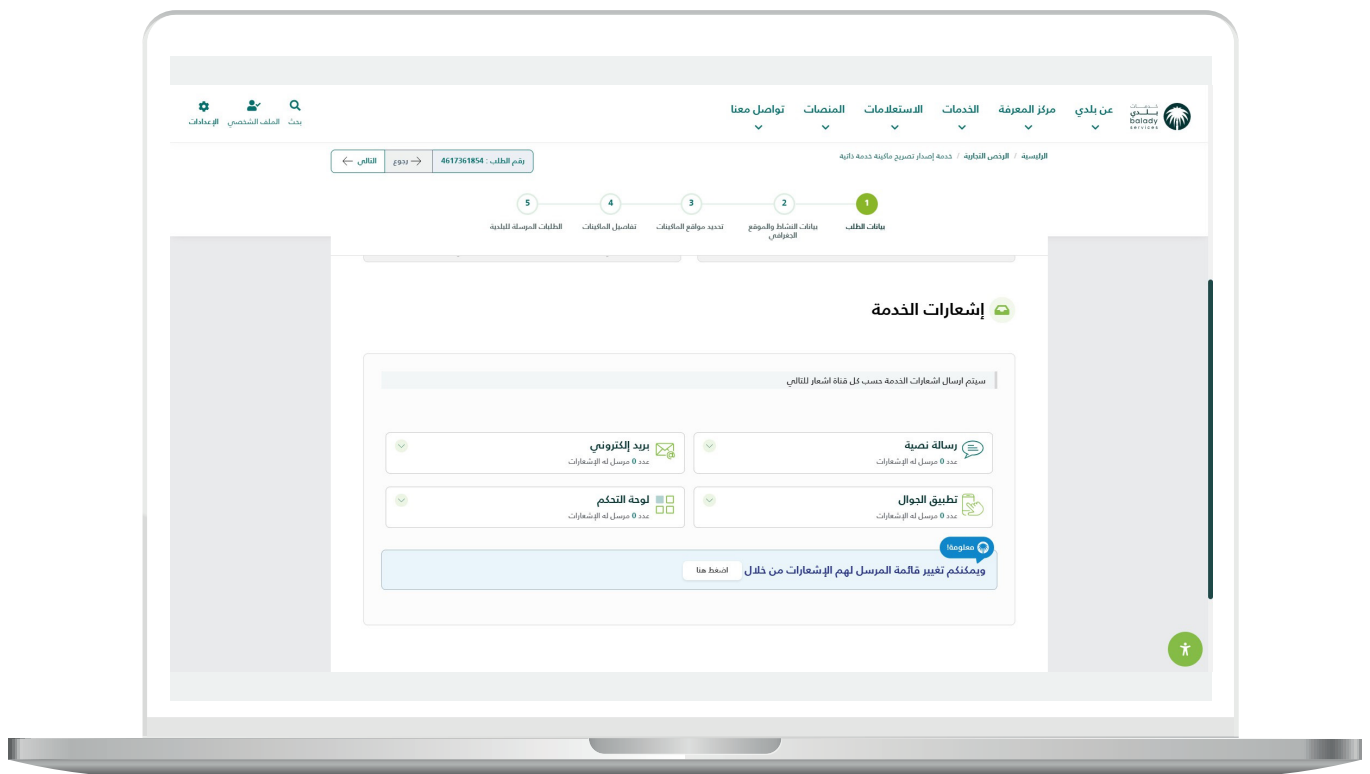 خدمات
بلدي
balady
services
عن بلدي
مركز المعرفة
الخدمات
الاستعلامات
المنصات
تواصل معنا
بحث
الملف الشخصي
الإعدادات
الرئيسية / الرخص التجارية / خدمة إصدار تصريح ماكينة خدمة ذاتية
رقم الطلب : 4617361854
رجوع
التالي
1
2
3
4
5
بيانات الطلب
بيانات النشاط والموقع
الجغرافي
تحديد مواقع الماكينات
تفاصيل الماكينات
الطلبات المرسلة للبلدية
إشعارات الخدمة
سيتم ارسال اشعارات الخدمة حسب كل قناة اشعار للتالي
رسالة نصية
عدد 0 مرسل له الإشعارات
بريد إلكتروني
عدد 0 مرسل له الإشعارات
تطبيق الجوال
عدد 0 مرسل له الإشعارات
لوحة التحكم
عدد 0 مرسل له الإشعارات
معلومة!
ويمكنكم تغيير قائمة المرسل لهم الإشعارات من خلال اضغط هنا